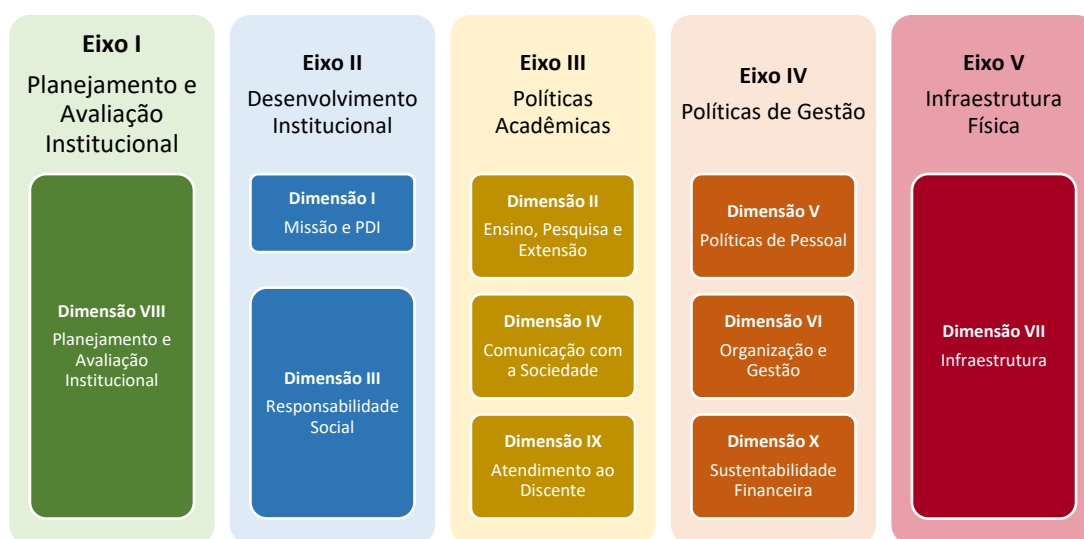 Eixo I
Planejamento e
Avaliação
Institucional
Dimensão VIII
Planejamento e
Avaliação
Institucional
Eixo II
Desenvolvimento
Institucional
Dimensão I
Missão e PDI
Dimensão III
Responsabilidade
Social
Eixo III
Políticas
Acadêmicas
Dimensão II
Ensino, Pesquisa e
Extensão
Dimensão IV
Comunicação com
a Sociedade
Dimensão IX
Atendimento ao
Discente
Eixo IV
Políticas de Gestão
Dimensão V
Políticas de Pessoal
Dimensão VI
Organização e
Gestão
Dimensão X
Sustentabilidade
Financeira
Eixo V
Infraestrutura
Física
Dimensão VII
Infraestrutura